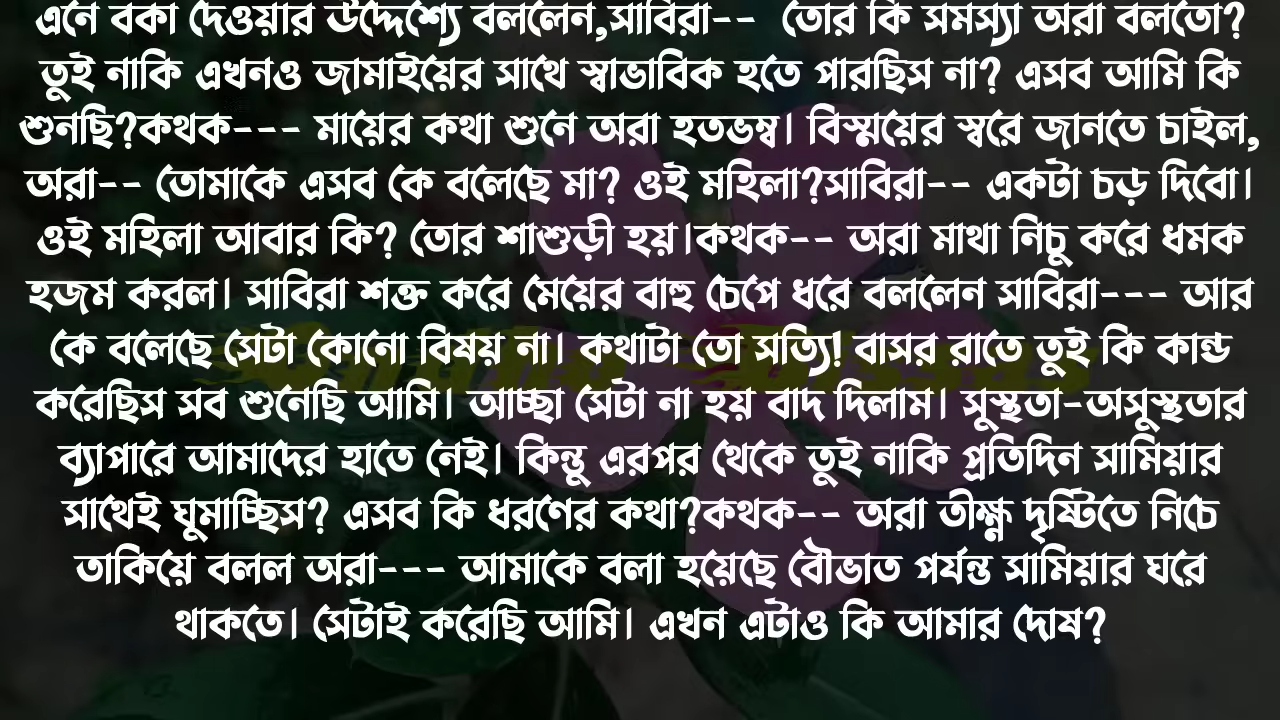 এনে বকা দেওয়ার উদ্দেশ্যে বললেন,সাবিরা-- তোর কি সমস্যা অরা বলতো?
তুই নাকি এখনও জামাইয়ের সাথে স্বাভাবিক হতে পারছিস না? এসব আমি কি
শুনছি?কথক--- মায়ের কথা শুনে অরা হতভম্ব। বিস্ময়ের স্বরে জানতে চাইল,
অরা-- তোমাকে এসব কে বলেছে মা? ওই মহিলা?সাবিরা-- একটা চড় দিবো।
ওই মহিলা আবার কি? তোর শাশুড়ী হয়।কথক-- অরা মাথা নিচু করে ধমক
হজম করল। সাবিরা শক্ত করে মেয়ের বাহু চেপে ধরে বললেন সাবিরা--- আর
কে বলেছে সেটা কোনো বিষয় না। কথাটা তো সত্যি! বাসর রাতে তুই কি কান্ড
করেছিস সব শুনেছি আমি। আচ্ছা সেটা না হয় বাদ দিলাম। সুস্থতা-অসুস্থতার
ব্যাপারে আমাদের হাতে নেই। কিন্তু এরপর থেকে তুই নাকি প্রতিদিন সামিয়ার
সাথেই ঘুমাচ্ছিস? এসব কি ধরণের কথা?কথক-- অরা তীক্ষ্ণ দৃষ্টিতে নিচে
তাকিয়ে বলল অরা--- আমাকে বলা হয়েছে বৌভাত পর্যন্ত সামিয়ার ঘরে
থাকতে। সেটাই করেছি আমি। এখন এটাও কি আমার দোষ?